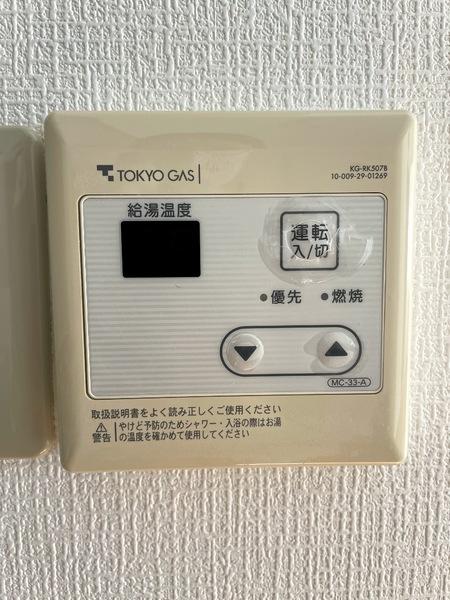 TOKYO GAS
KG-RK507B
10-009-29-01269
給湯温度
運転
入/切
優先
燃焼
▼
▲
MC-33-A
取扱説明書をよく読み正しくご使用ください
警告
やけど予防のためシャワー・入浴の際はお湯
の温度を確かめて使用してください